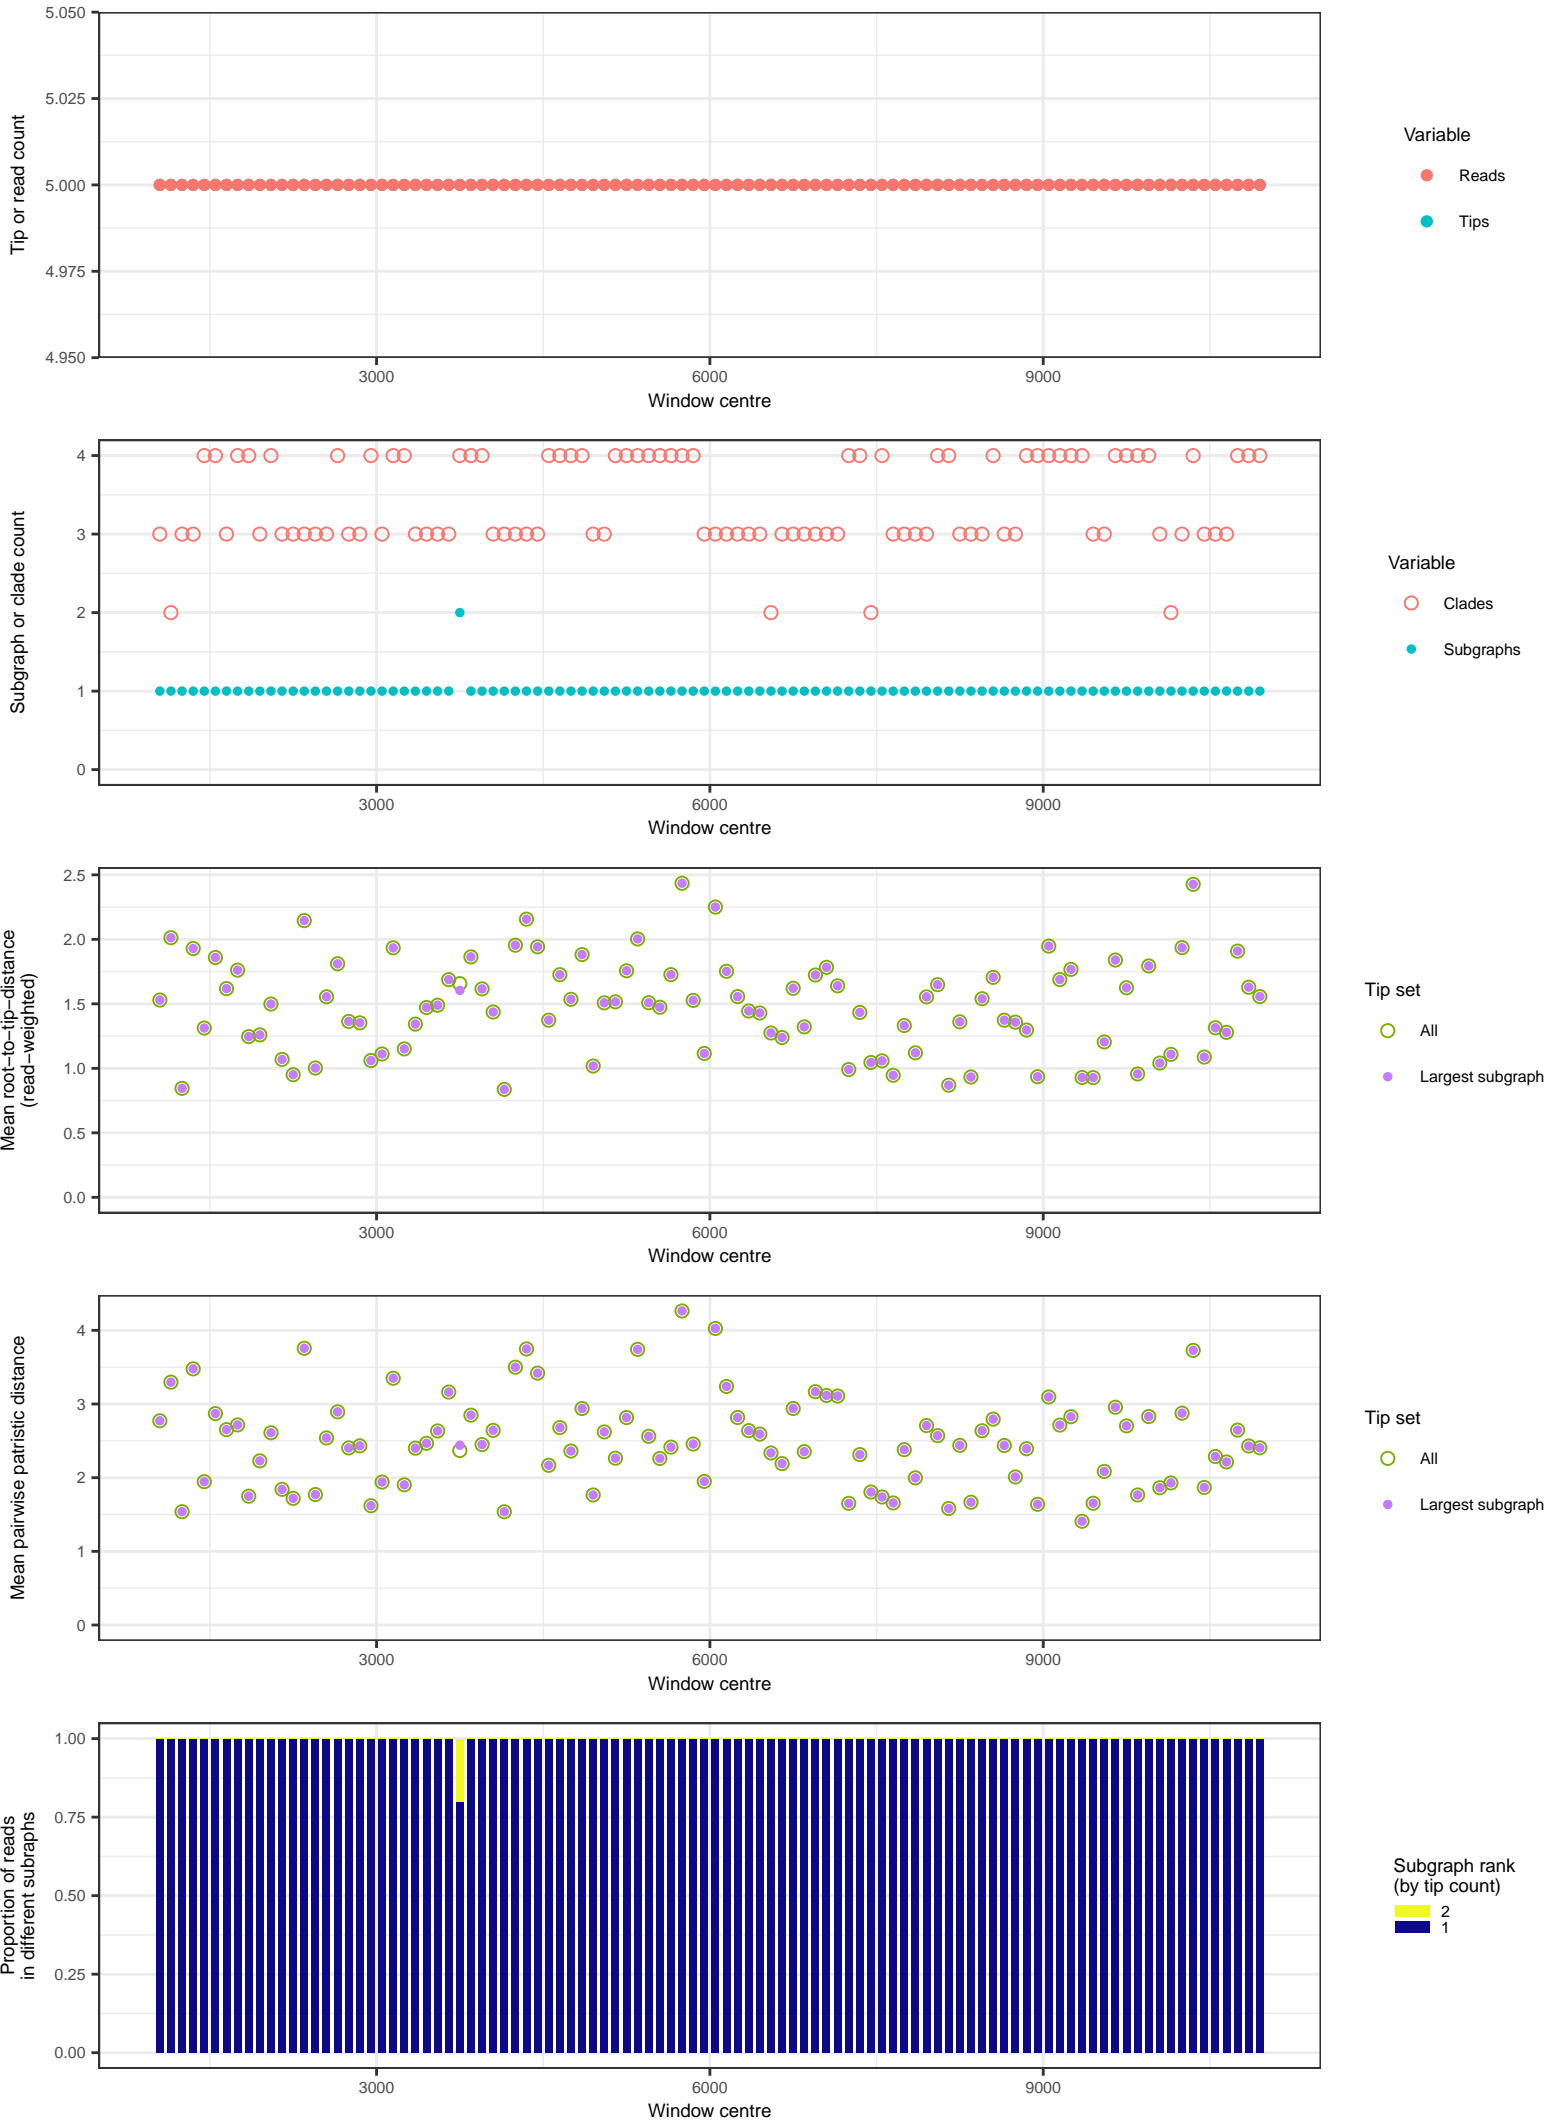 5.050
5.025
5.000
4.975
4.950
Tip or read count
3000
6000
9000
Window centre
Variable
Reads
Tips
4
3
2
1
0
Subgraph or clade count
3000
6000
9000
Window centre
Variable
Clades
Subgraphs
2.5
2.0
1.5
1.0
0.5
0.0
Mean root−to−tip−distance
(read−weighted)
3000
6000
9000
Window centre
Tip set
All
Largest subgraph
4
3
2
1
0
Mean pairwise patristic distance
3000
6000
9000
Window centre
Tip set
All
Largest subgraph
1.00
0.75
0.50
0.25
0.00
Proportion of reads
in different subraphs
3000
6000
9000
Window centre
Subgraph rank
(by tip count)
2
1